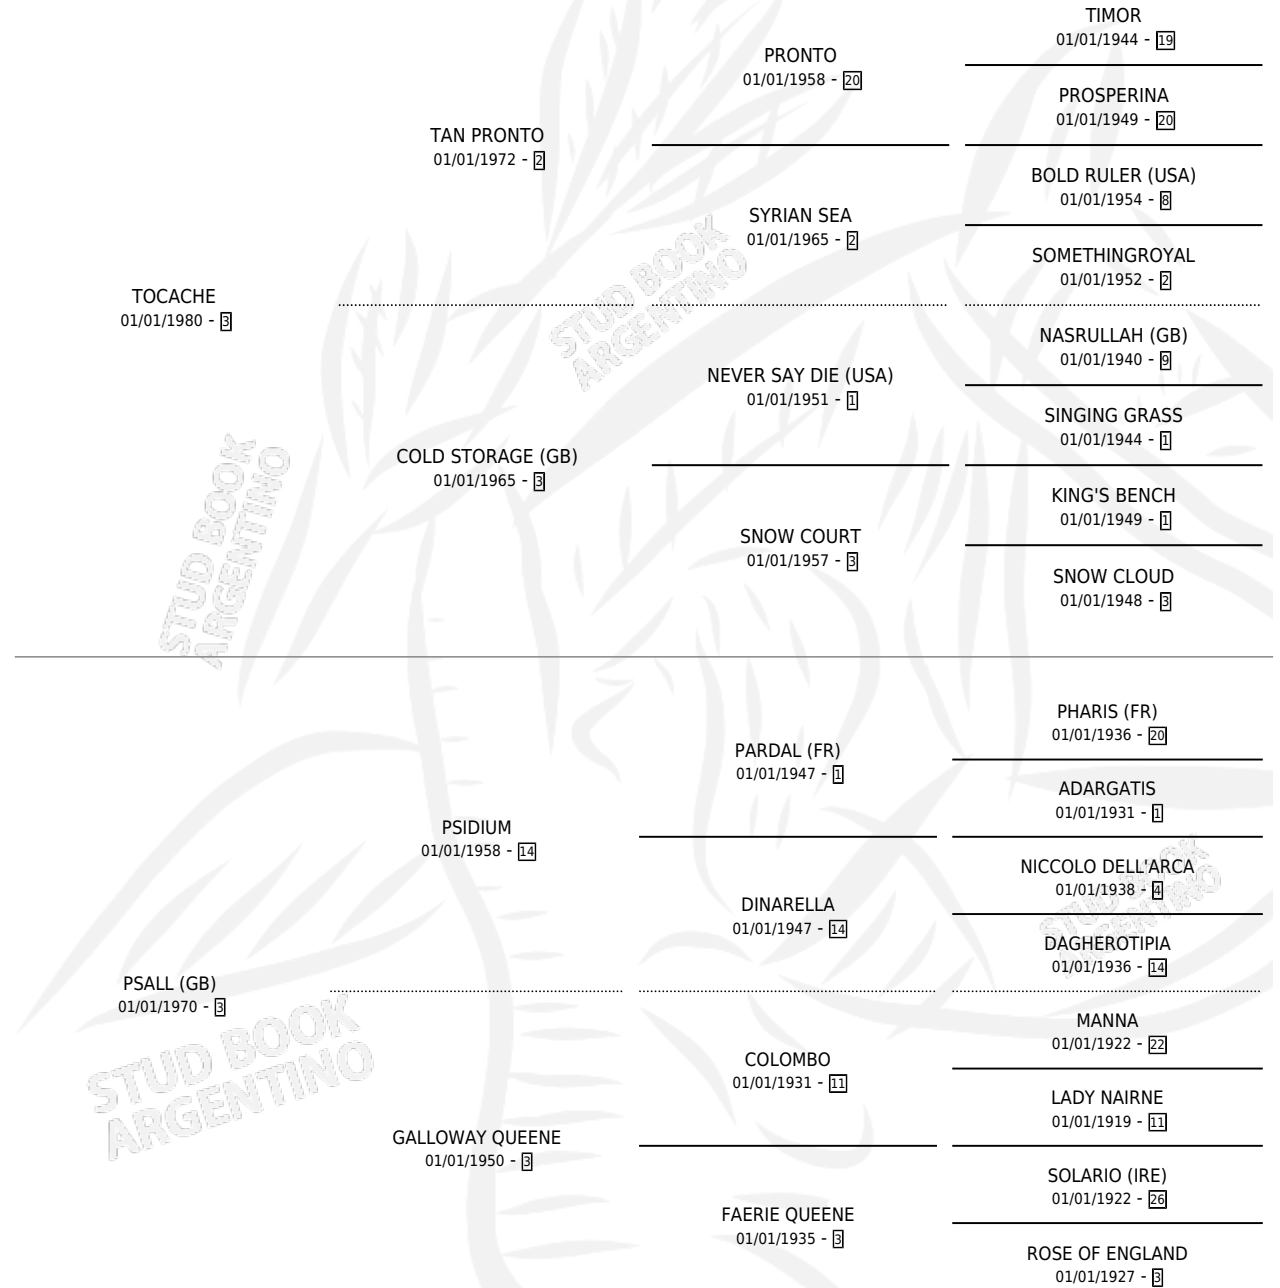 TIMOR
01/01/1944 - 19
PRONTO
01/01/1958 - 20
PROSPERINA
01/01/1949 - 20
TAN PRONTO
01/01/1972 - 2
BOLD RULER (USA)
01/01/1954 - 8
SYRIAN SEA
01/01/1965 - 2
SOMETHINGROYAL
01/01/1952 - 2
TOCACHE
01/01/1980 - 3
NASRULLAH (GB)
01/01/1940 - 9
NEVER SAY DIE (USA)
01/01/1951 - 1
SINGING GRASS
01/01/1944 - 1
COLD STORAGE (GB)
01/01/1965 - 3
KING'S BENCH
01/01/1949 - 1
SNOW COURT
01/01/1957 - 3
SNOW CLOUD
01/01/1948 - 3
STUD BOOK
ARGENTINO
STUD BOOK
ARGENTINO
PHARIS (FR)
01/01/1936 - 20
PARDAL (FR)
01/01/1947 - 1
ADARGATIS
01/01/1931 - 1
PSIDIUM
01/01/1958 - 14
NICCOLO DELL'ARCA
01/01/1938 - 4
DINARELLA
01/01/1947 - 14
DAGHEROTIPIA
01/01/1936 - 14
PSALL (GB)
01/01/1970 - 3
MANNA
01/01/1922 - 22
COLOMBO
01/01/1931 - 11
LADY NAIRNE
01/01/1919 - 11
GALLOWAY QUEENE
01/01/1950 - 3
SOLARIO (IRE)
01/01/1922 - 26
FAERIE QUEENE
01/01/1935 - 3
ROSE OF ENGLAND
01/01/1927 - 3
STUD BOOK
ARGENTINO
STUD BOOK
ARGENTINO